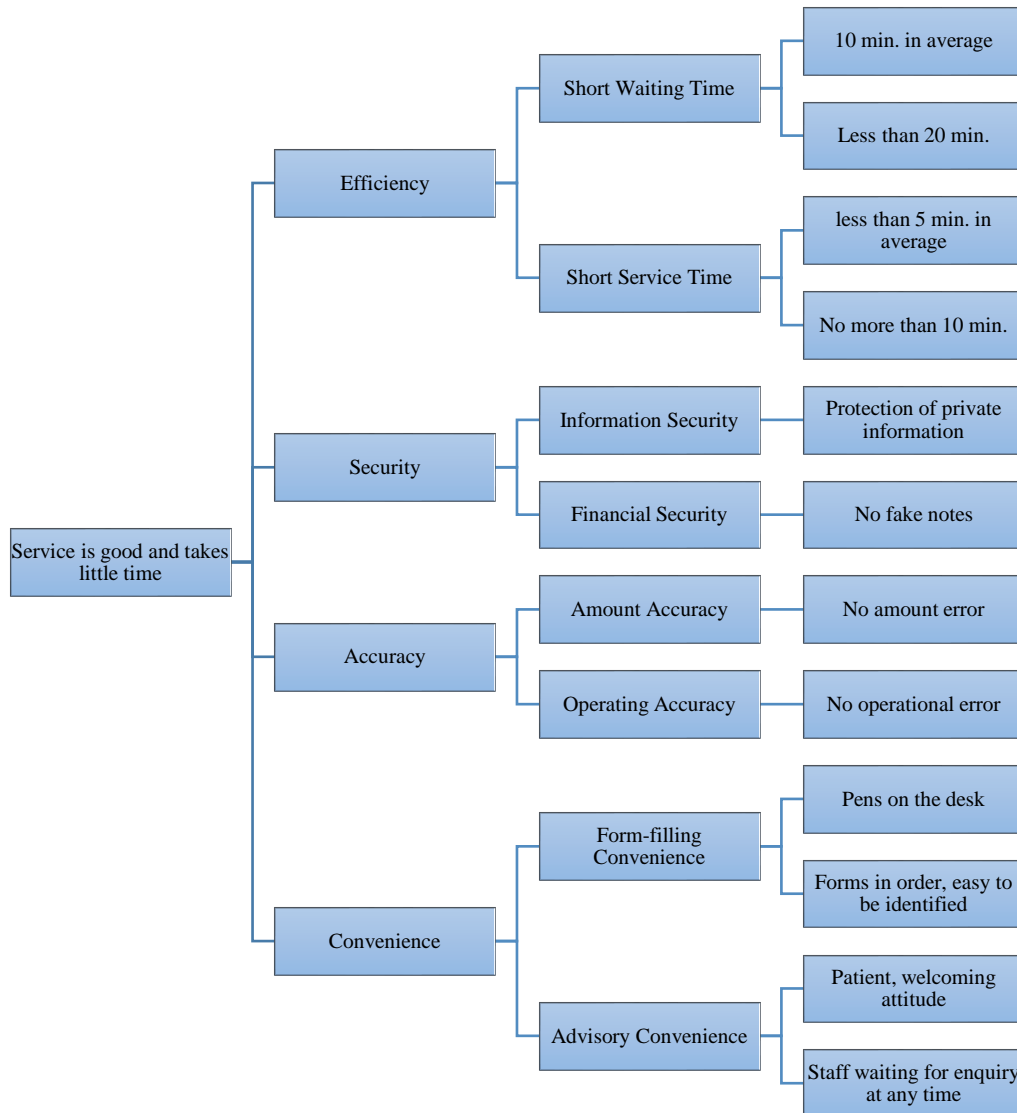 10 min. in average
Short Waiting Time
Less than 20 min.
Efficiency
less than 5 min. in
average
Short Service Time
No more than 10 min.
Information Security
Protection of private
information
Security
Financial Security
No fake notes
Service is good and takes
little time
Amount Accuracy
No amount error
Accuracy
Operating Accuracy
No operational error
Pens on the desk
Form-filling
Convenience
Forms in order, easy to
be identified
Convenience
Patient, welcoming
attitude
Advisory Convenience
Staff waiting for enquiry
at any time